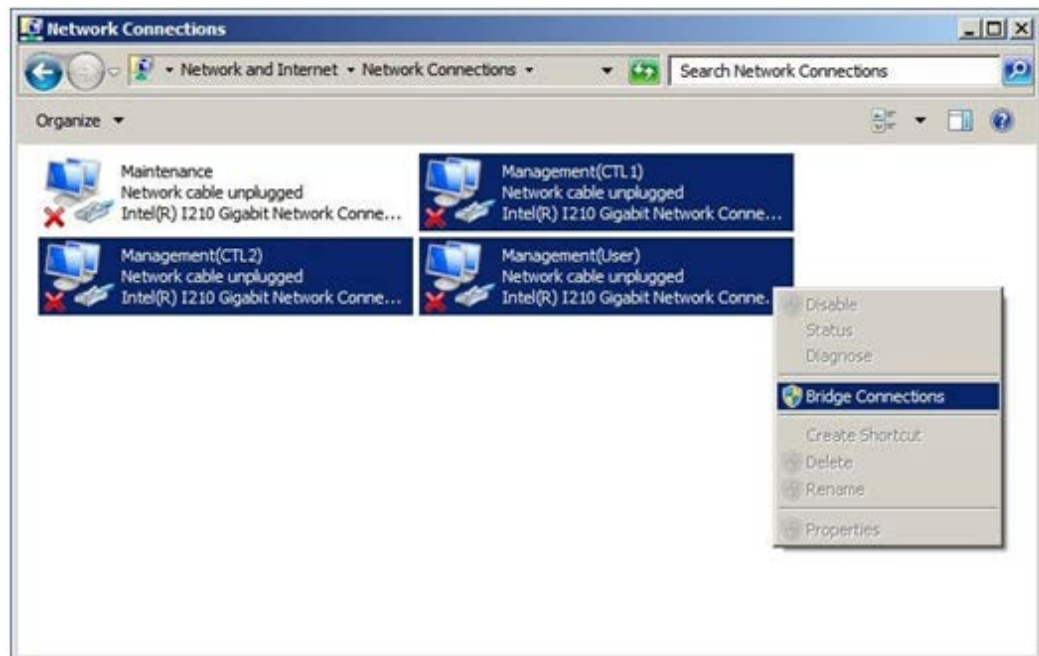 Network Connections
Network and Internet Network Connections
Search Network Connections
Organize
Maintenance
Network cable unplugged
Intel(R) I210 Gigabit Network Conne...
Management(CTL1)
Network cable unplugged
Intel(R) I210 Gigabit Network Conne...
Management(CTL2)
Network cable unplugged
Intel(R) I210 Gigabit Network Conne...
Management(User)
Network cable unplugged
Intel(R) I210 Gigabit Network Conne.
Disable
Status
Diagnose
Bridge Connections
Create Shortcut
Delete
Rename
Properties